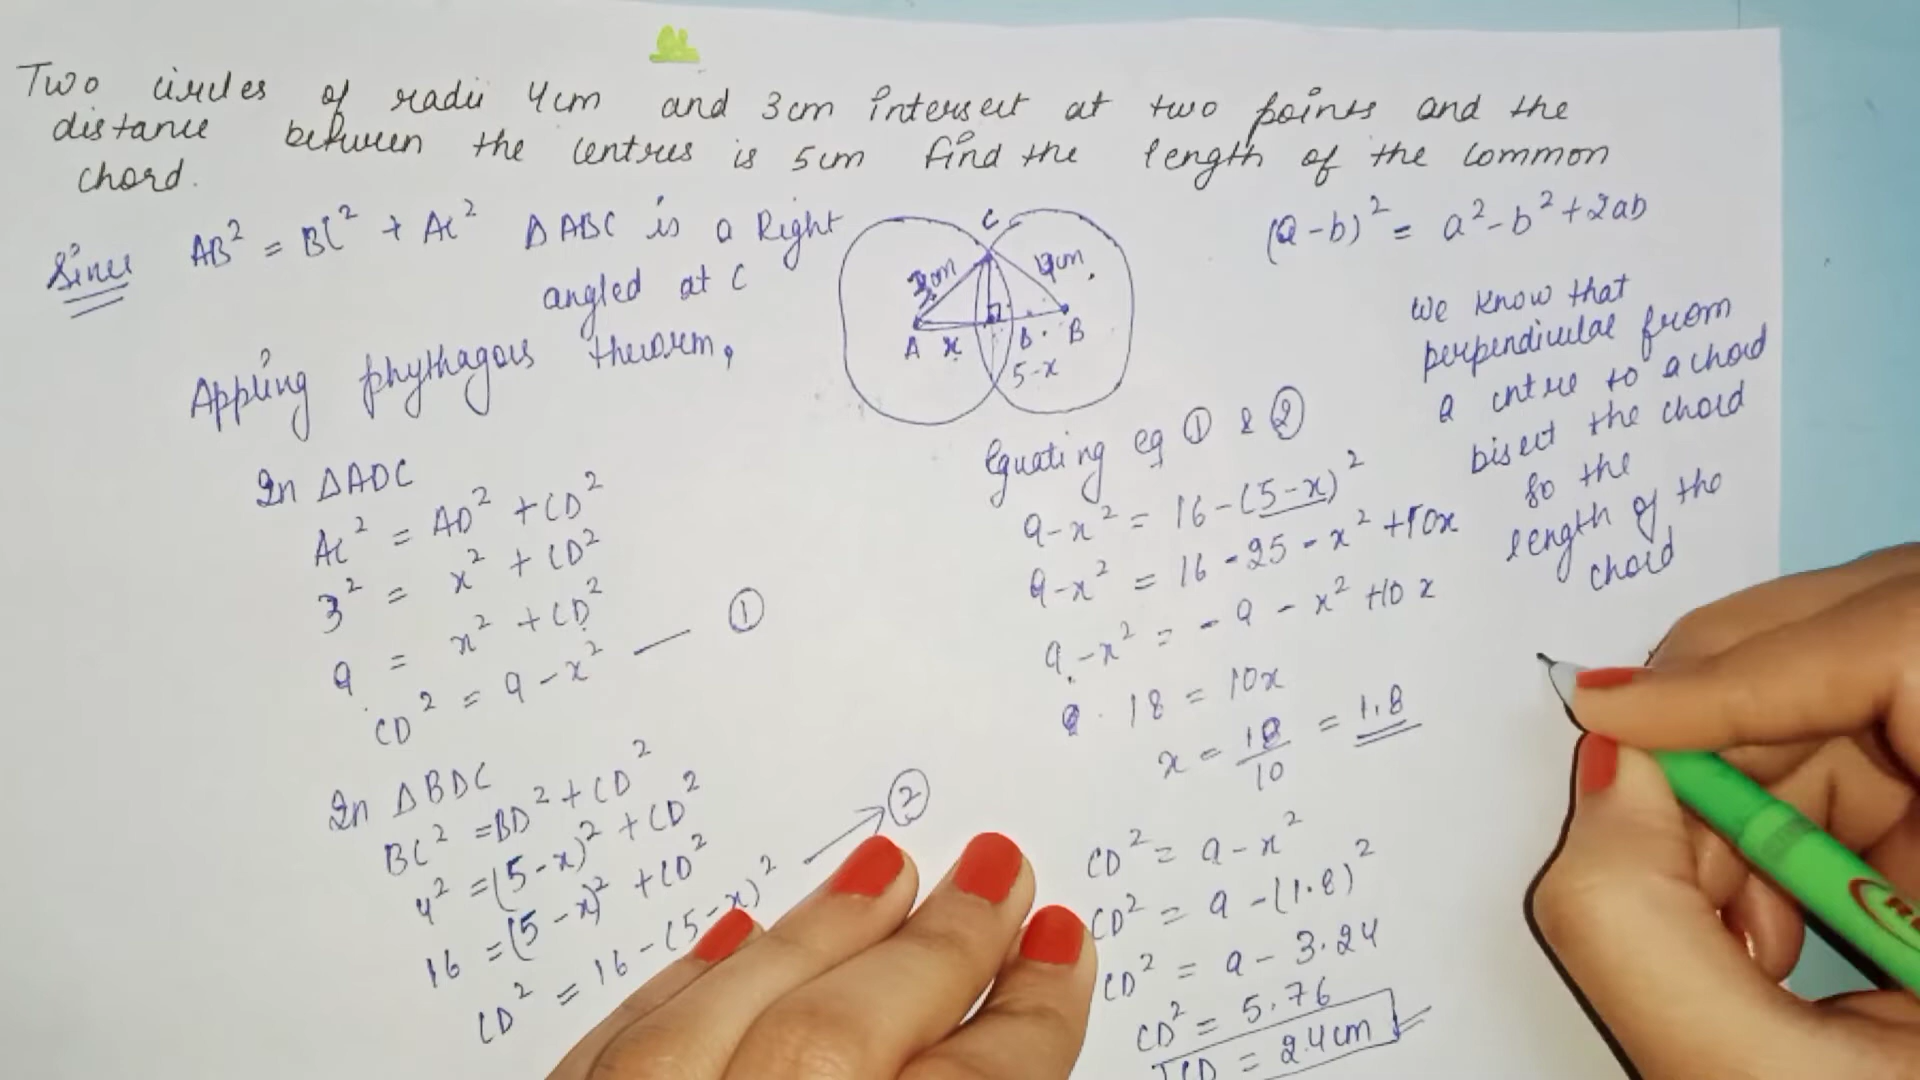 Two circles of radii 4cm and 3cm intersect at two points and the
distance between the centres is 5cm find the length of the common
chord.
Since AB² = BC² + AC² ΔABC is a Right
angled at C
Appling phythagors theorem,
In ΔADC
AC² = AD² + CD²
3² = x² + CD²
9 = x² + CD²
CD² = 9 - x² — ①
In ΔBDC
BC² = BD² + CD²
4² = (5-x)² + CD²
16 = (5-x)² + CD²
CD² = 16 - (5-x)² → ②
C
3cm
4cm
A x B
5-x
(a-b)² = a² - b² + 2ab
Equating eq ① & ②
9-x² = 16-(5-x)²
9-x² = 16-25-x²+10x
9-x² = -9-x²+10x
18 = 10x
x = 18/10 = 1.8
CD² = 9-x²
CD² = 9-(1.8)²
CD² = 9-3.24
CD² = 5.76
CD = 2.4cm
we know that
perpendicular from
a cntre to a chord
bisect the chord
so the
length of the
chord